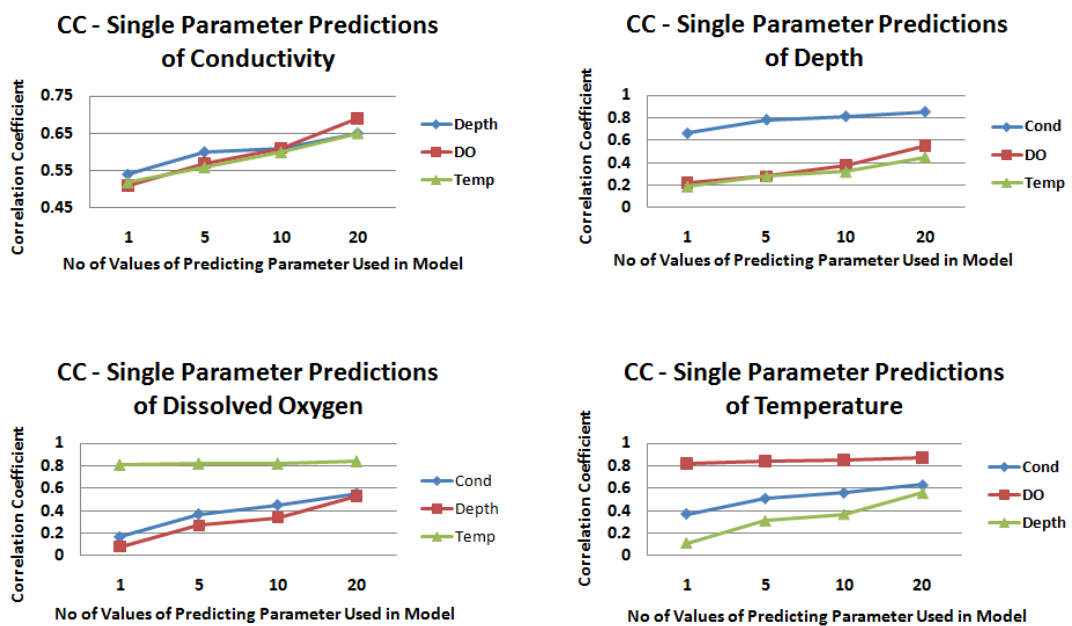 CC - Single Parameter Predictions
of Conductivity
Correlation Coefficient
0.75
0.65
0.55
0.45
1 5 10 20
No of Values of Predicting Parameter Used in Model
Depth
DO
Temp
CC - Single Parameter Predictions
of Depth
Correlation Coefficient
1
0.8
0.6
0.4
0.2
0
1 5 10 20
No of Values of Predicting Parameter Used in Model
Cond
DO
Temp
CC - Single Parameter Predictions
of Dissolved Oxygen
Correlation Coefficient
1
0.8
0.6
0.4
0.2
0
1 5 10 20
No of Values of Predicting Parameter Used in Model
Cond
Depth
Temp
CC - Single Parameter Predictions
of Temperature
Correlation Coefficient
1
0.8
0.6
0.4
0.2
0
1 5 10 20
No of Values of Predicting Parameter Used in Model
Cond
DO
Depth